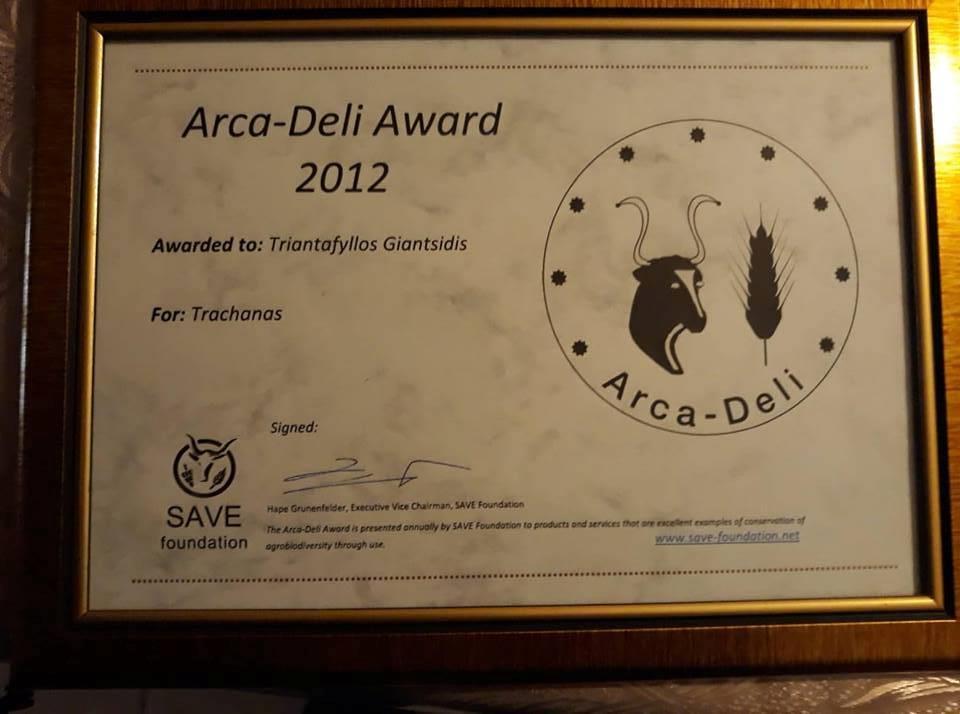 Arca-Deli Award
2012
Awarded to: Triantafyllos Giantsidis
For: Trachanas
Arca-Deli
Signed:
Hape Grunenfelder, Executive Vice Chairman, SAVE Foundation
SAVE
foundation
The Arca-Deli Award is presented annually by SAVE Foundation to products and services that are excellent examples of conservation of
agrobiodiversity through use.
www.save-foundation.net